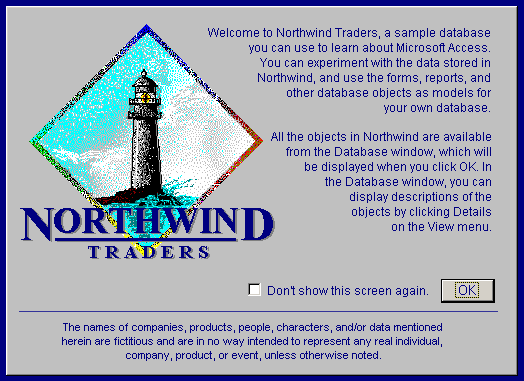 Welcome to Northwind Traders, a sample database
you can use to learn about Microsoft Access.
You can experiment with the data stored in
Northwind, and use the forms, reports, and
other database objects as models for
your own database.
All the objects in Northwind are available
from the Database window, which will
be displayed when you click OK. In
the Database window, you can
display descriptions of the
objects by clicking Details
on the View menu.
NORTHWIND
TRADERS
Don't show this screen again.
OK
The names of companies, products, people, characters, and/or data mentioned
herein are fictitious and are in no way intended to represent any real individual,
company, product, or event, unless otherwise noted.